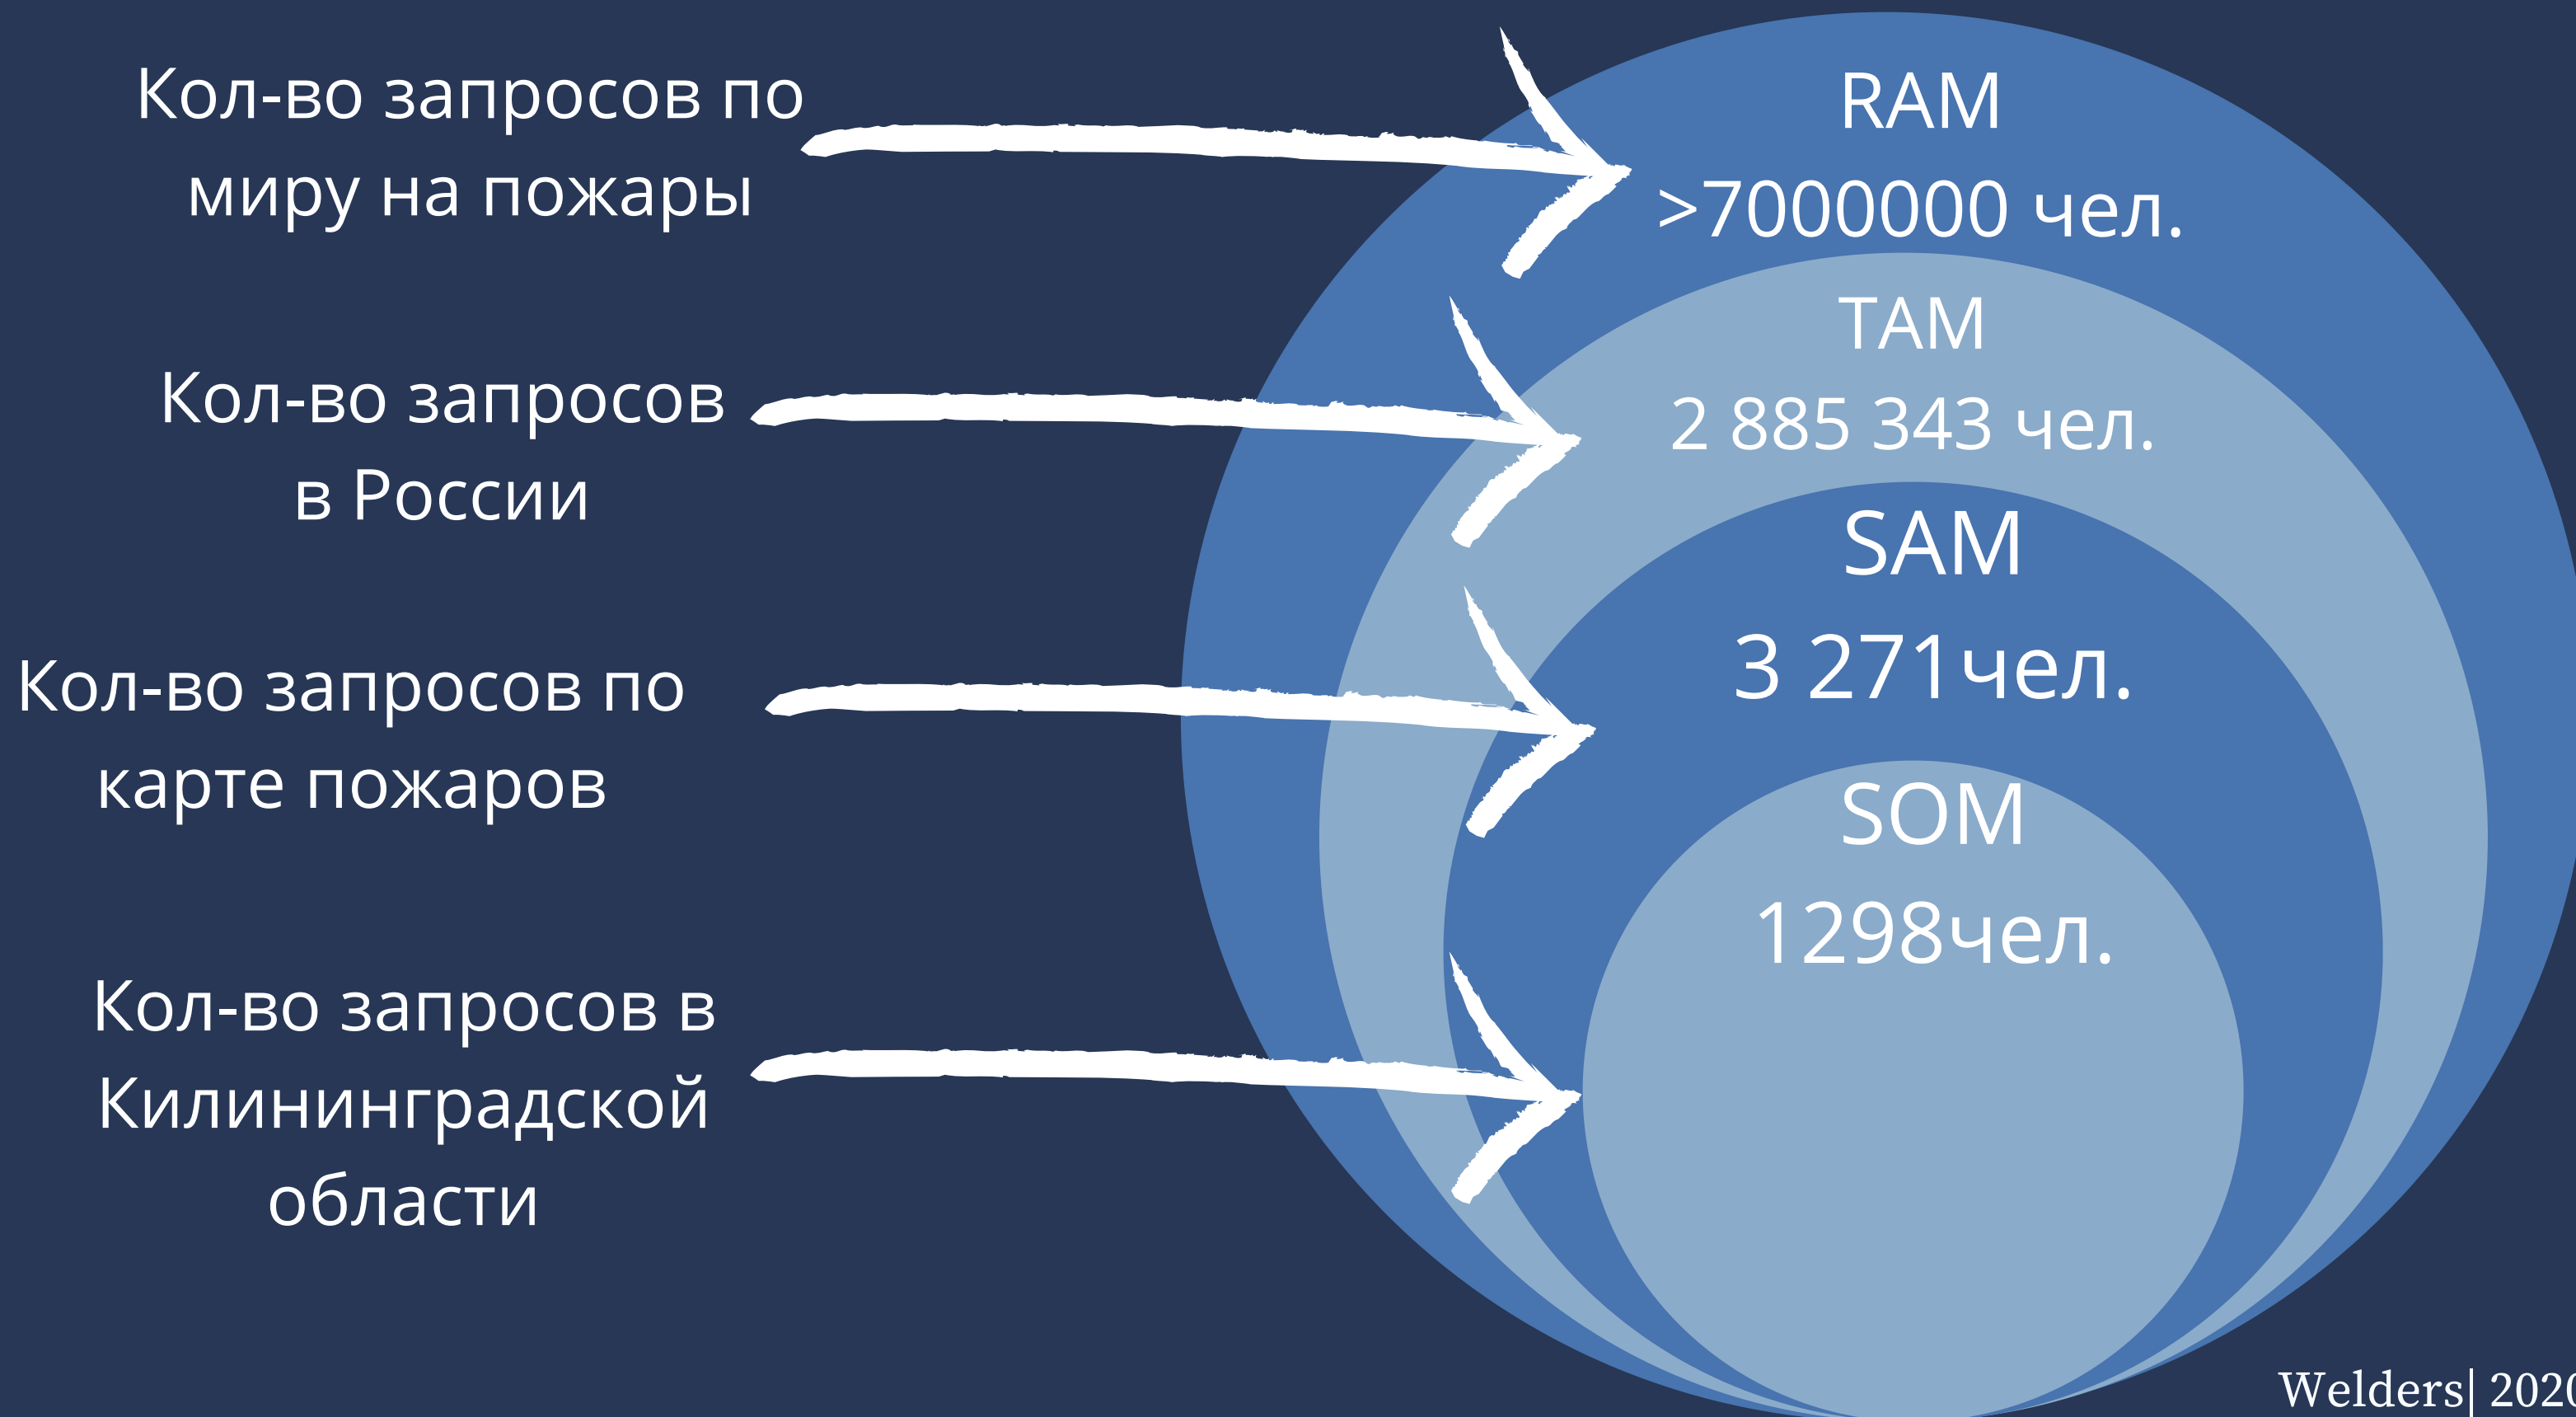 Кол-во запросов по
миру на пожары
RAM
>7000000 чел.
Кол-во запросов
в России
TAM
2 885 343 чел.
Кол-во запросов по
карте пожаров
SAM
3 271чел.
Кол-во запросов в
Килининградской
области
SOM
1298чел.
Welders| 2020